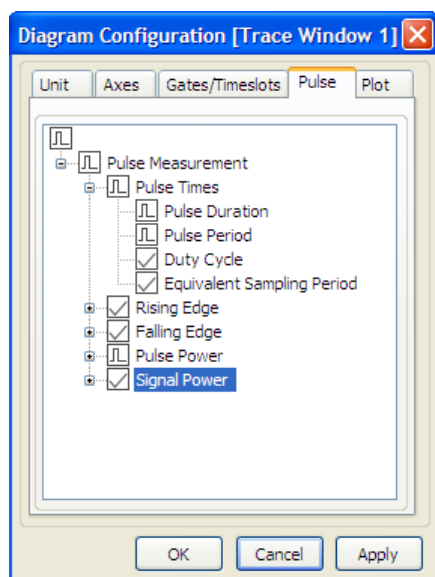 Diagram Configuration [Trace Window 1]
Unit Axes Gates/Timeslots Pulse Plot
Pulse Measurement
Pulse Times
Pulse Duration
Pulse Period
Duty Cycle
Equivalent Sampling Period
Rising Edge
Falling Edge
Pulse Power
Signal Power
OK Cancel Apply